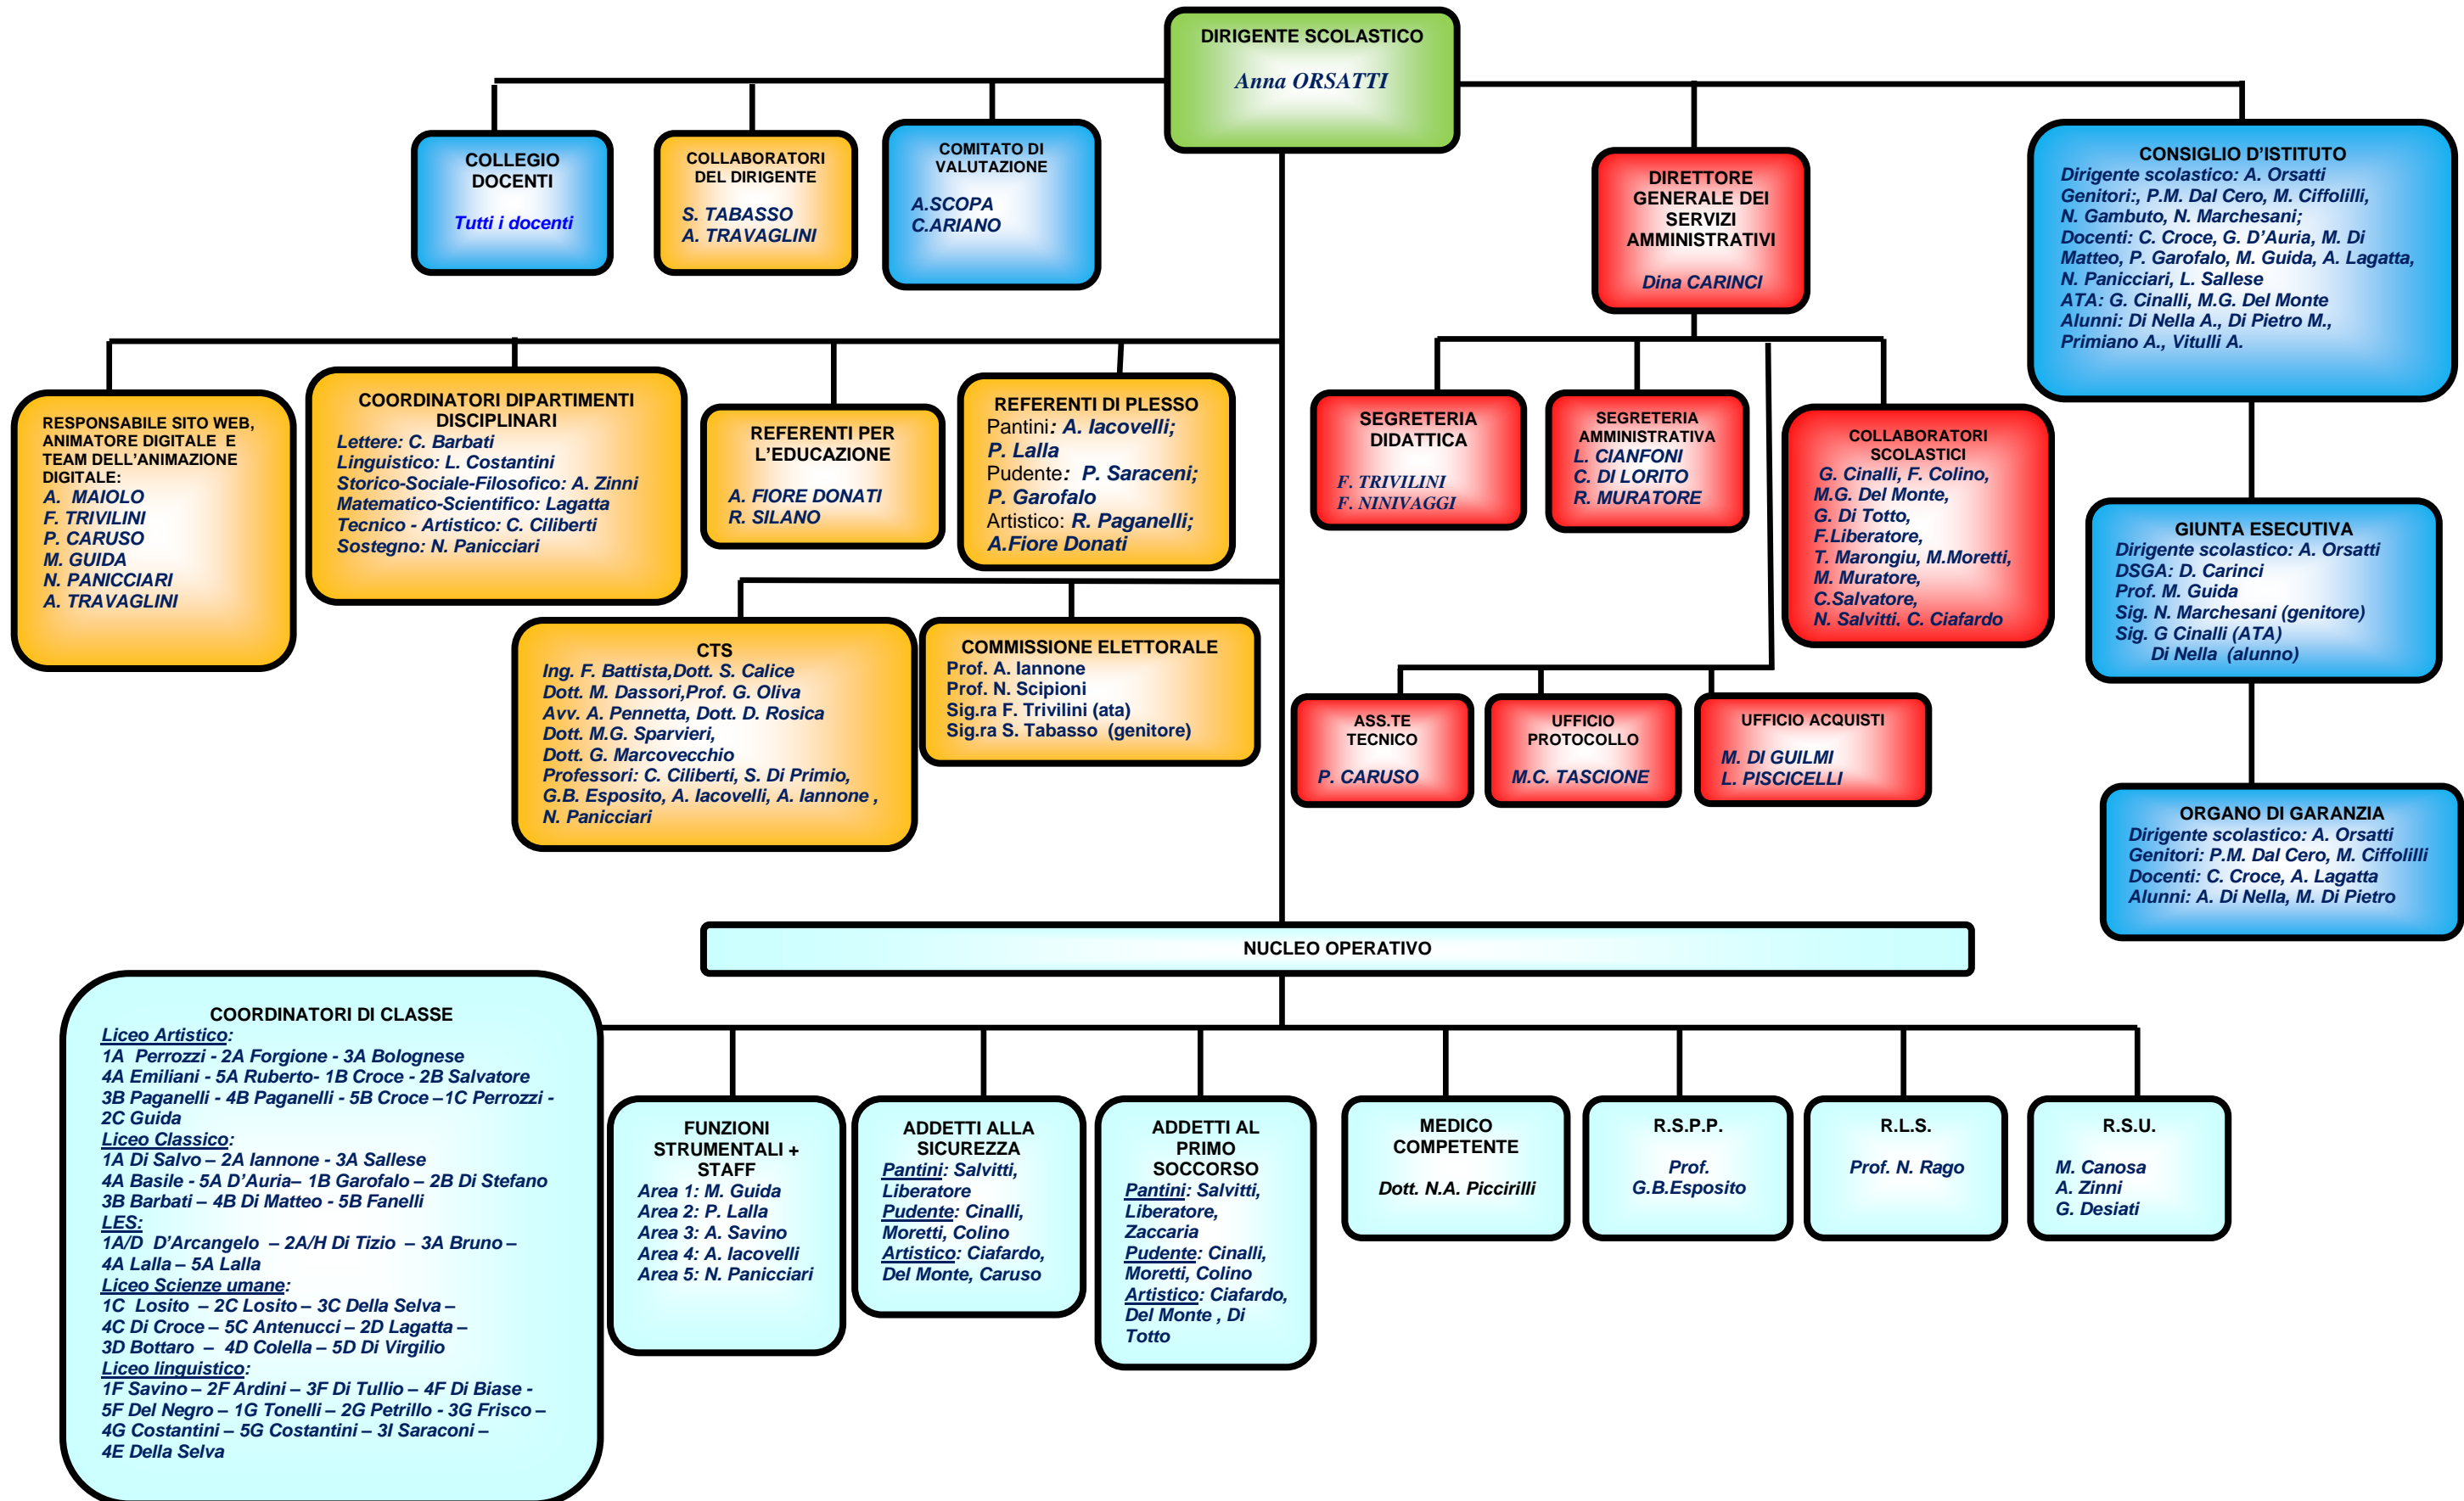 DIRIGENTE SCOLASTICO
Anna ORSATTI
COLLEGIO
DOCENTI
Tutti i docenti
COLLABORATORI
DEL DIRIGENTE
S. TABASSO
A. TRAVAGLINI
COMITATO DI
VALUTAZIONE
A.SCOPA
C.ARIANO
DIRETTORE
GENERALE DEI
SERVIZI
AMMINISTRATIVI
Dina CARINCI
CONSIGLIO D'ISTITUTO
Dirigente scolastico: A. Orsatti
Genitori:, P.M. Dal Cero, M. Ciffolilli,
N. Gambuto, N. Marchesani;
Docenti: C. Croce, G. D'Auria, M. Di
Matteo, P. Garofalo, M. Guida, A. Lagatta,
N. Panicciari, L. Sallese
ATA: G. Cinalli, M.G. Del Monte
Alunni: Di Nella A., Di Pietro M.,
Primiano A., Vitulli A.
RESPONSABILE SITO WEB,
ANIMATORE DIGITALE E
TEAM DELL'ANIMAZIONE
DIGITALE:
A. MAIOLO
F. TRIVILINI
P. CARUSO
M. GUIDA
N. PANICCIARI
A. TRAVAGLINI
COORDINATORI DIPARTIMENTI
DISCIPLINARI
Lettere: C. Barbati
Linguistico: L. Costantini
Storico-Sociale-Filosofico: A. Zinni
Matematico-Scientifico: Lagatta
Tecnico - Artistico: C. Ciliberti
Sostegno: N. Panicciari
REFERENTI PER
L'EDUCAZIONE
A. FIORE DONATI
R. SILANO
REFERENTI DI PLESSO
Pantini: A. Iacovelli;
P. Lalla
Pudente: P. Saraceni;
P. Garofalo
Artistico: R. Paganelli;
A.Fiore Donati
SEGRETERIA
DIDATTICA
F. TRIVILINI
F. NINIVAGGI
SEGRETERIA
AMMINISTRATIVA
L. CIANFONI
C. DI LORITO
R. MURATORE
COLLABORATORI
SCOLASTICI
G. Cinalli, F. Colino,
M.G. Del Monte,
G. Di Totto,
F.Liberatore,
T. Marongiu, M.Moretti,
M. Muratore,
C.Salvatore,
N. Salvitti. C. Ciafardo
GIUNTA ESECUTIVA
Dirigente scolastico: A. Orsatti
DSGA: D. Carinci
Prof. M. Guida
Sig. N. Marchesani (genitore)
Sig. G Cinalli (ATA)
Di Nella (alunno)
CTS
Ing. F. Battista,Dott. S. Calice
Dott. M. Dassori,Prof. G. Oliva
Avv. A. Pennetta, Dott. D. Rosica
Dott. M.G. Sparvieri,
Dott. G. Marcovecchio
Professori: C. Ciliberti, S. Di Primio,
G.B. Esposito, A. Iacovelli, A. Iannone ,
N. Panicciari
COMMISSIONE ELETTORALE
Prof. A. Iannone
Prof. N. Scipioni
Sig.ra F. Trivilini (ata)
Sig.ra S. Tabasso (genitore)
ASS.TE
TECNICO
P. CARUSO
UFFICIO
PROTOCOLLO
M.C. TASCIONE
UFFICIO ACQUISTI
M. DI GUILMI
L. PISCICELLI
ORGANO DI GARANZIA
Dirigente scolastico: A. Orsatti
Genitori: P.M. Dal Cero, M. Ciffolilli
Docenti: C. Croce, A. Lagatta
Alunni: A. Di Nella, M. Di Pietro
NUCLEO OPERATIVO
COORDINATORI DI CLASSE
Liceo Artistico:
1A Perrozzi - 2A Forgione - 3A Bolognese
4A Emiliani - 5A Ruberto- 1B Croce - 2B Salvatore
3B Paganelli - 4B Paganelli - 5B Croce –1C Perrozzi -
2C Guida
Liceo Classico:
1A Di Salvo – 2A Iannone - 3A Sallese
4A Basile - 5A D'Auria– 1B Garofalo – 2B Di Stefano
3B Barbati – 4B Di Matteo - 5B Fanelli
LES:
1A/D D'Arcangelo – 2A/H Di Tizio – 3A Bruno –
4A Lalla – 5A Lalla
Liceo Scienze umane:
1C Losito – 2C Losito – 3C Della Selva –
4C Di Croce – 5C Antenucci – 2D Lagatta –
3D Bottaro – 4D Colella – 5D Di Virgilio
Liceo linguistico:
1F Savino – 2F Ardini – 3F Di Tullio – 4F Di Biase -
5F Del Negro – 1G Tonelli – 2G Petrillo - 3G Frisco –
4G Costantini – 5G Costantini – 3I Saraconi –
4E Della Selva
FUNZIONI
STRUMENTALI +
STAFF
Area 1: M. Guida
Area 2: P. Lalla
Area 3: A. Savino
Area 4: A. Iacovelli
Area 5: N. Panicciari
ADDETTI ALLA
SICUREZZA
Pantini: Salvitti,
Liberatore
Pudente: Cinalli,
Moretti, Colino
Artistico: Ciafardo,
Del Monte, Caruso
ADDETTI AL
PRIMO
SOCCORSO
Pantini: Salvitti,
Liberatore,
Zaccaria
Pudente: Cinalli,
Moretti, Colino
Artistico: Ciafardo,
Del Monte , Di
Totto
MEDICO
COMPETENTE
Dott. N.A. Piccirilli
R.S.P.P.
Prof.
G.B.Esposito
R.L.S.
Prof. N. Rago
R.S.U.
M. Canosa
A. Zinni
G. Desiati